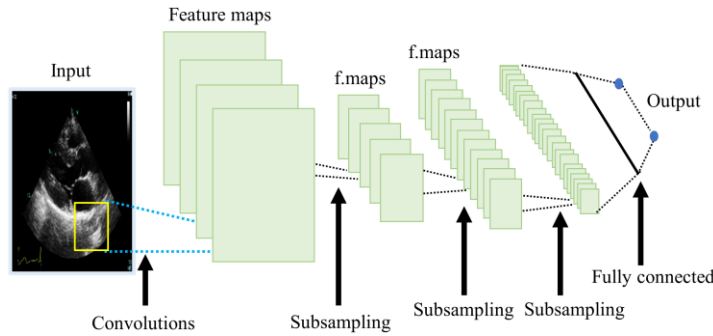 Feature maps
f.maps
f.maps
Input
Output
Convolutions
Subsampling
Subsampling
Subsampling
Fully connected